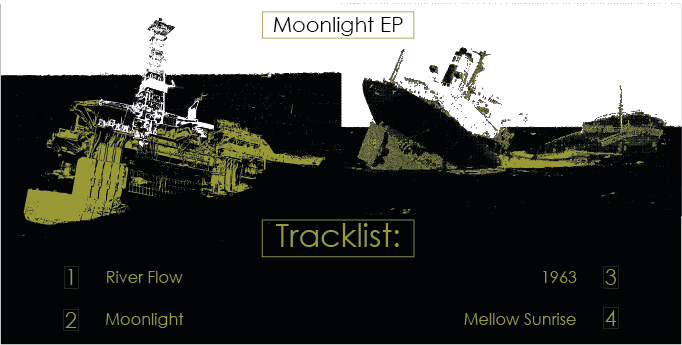 Moonlight EP
Tracklist:
1 River Flow
2 Moonlight
1963 3
Mellow Sunrise 4